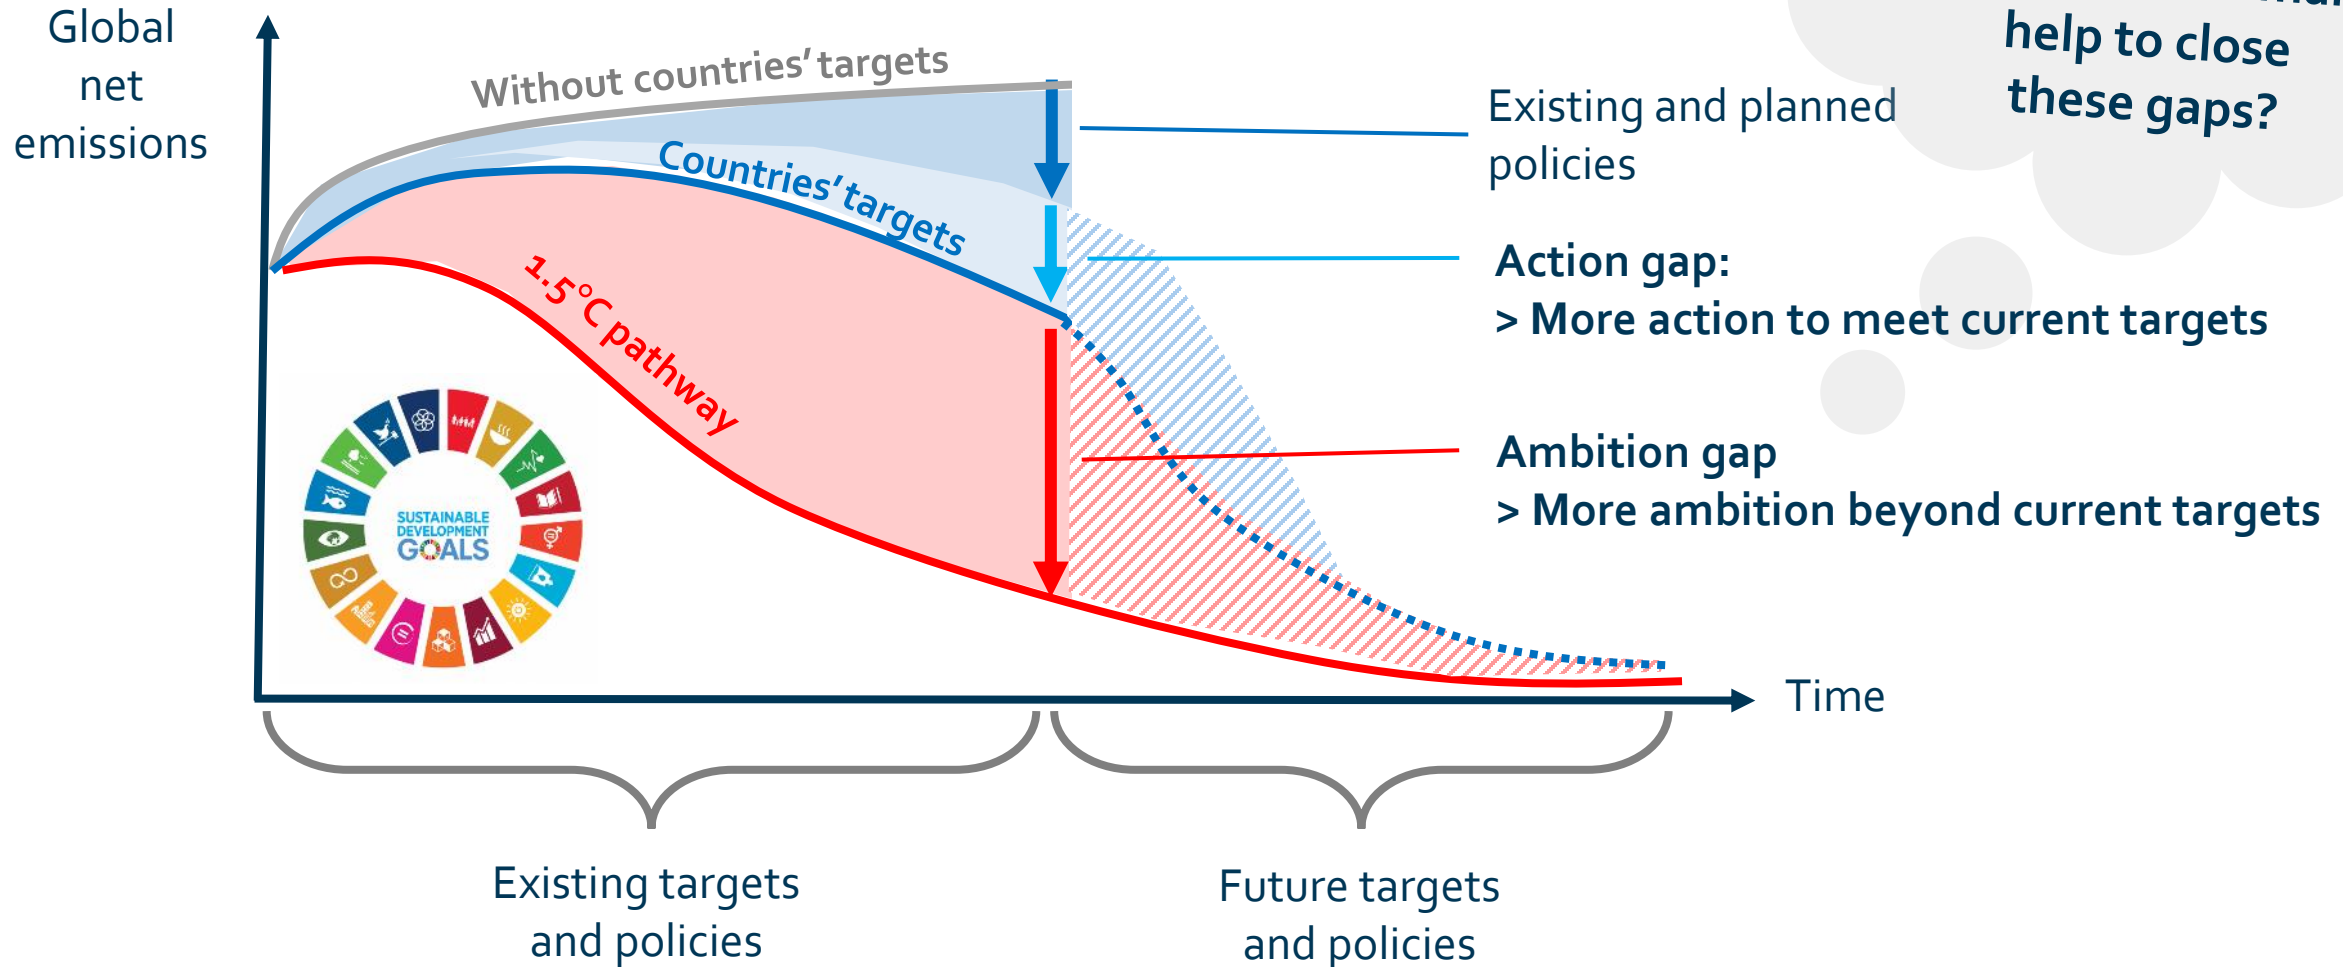 Global
net
emissions
Without countries' targets
Countries' targets
1.5°C pathway
help to close
these gaps?
Existing and planned
policies
Action gap:
> More action to meet current targets
Ambition gap
> More ambition beyond current targets
SUSTAINABLE
DEVELOPMENT
GOALS
Time
Existing targets
and policies
Future targets
and policies